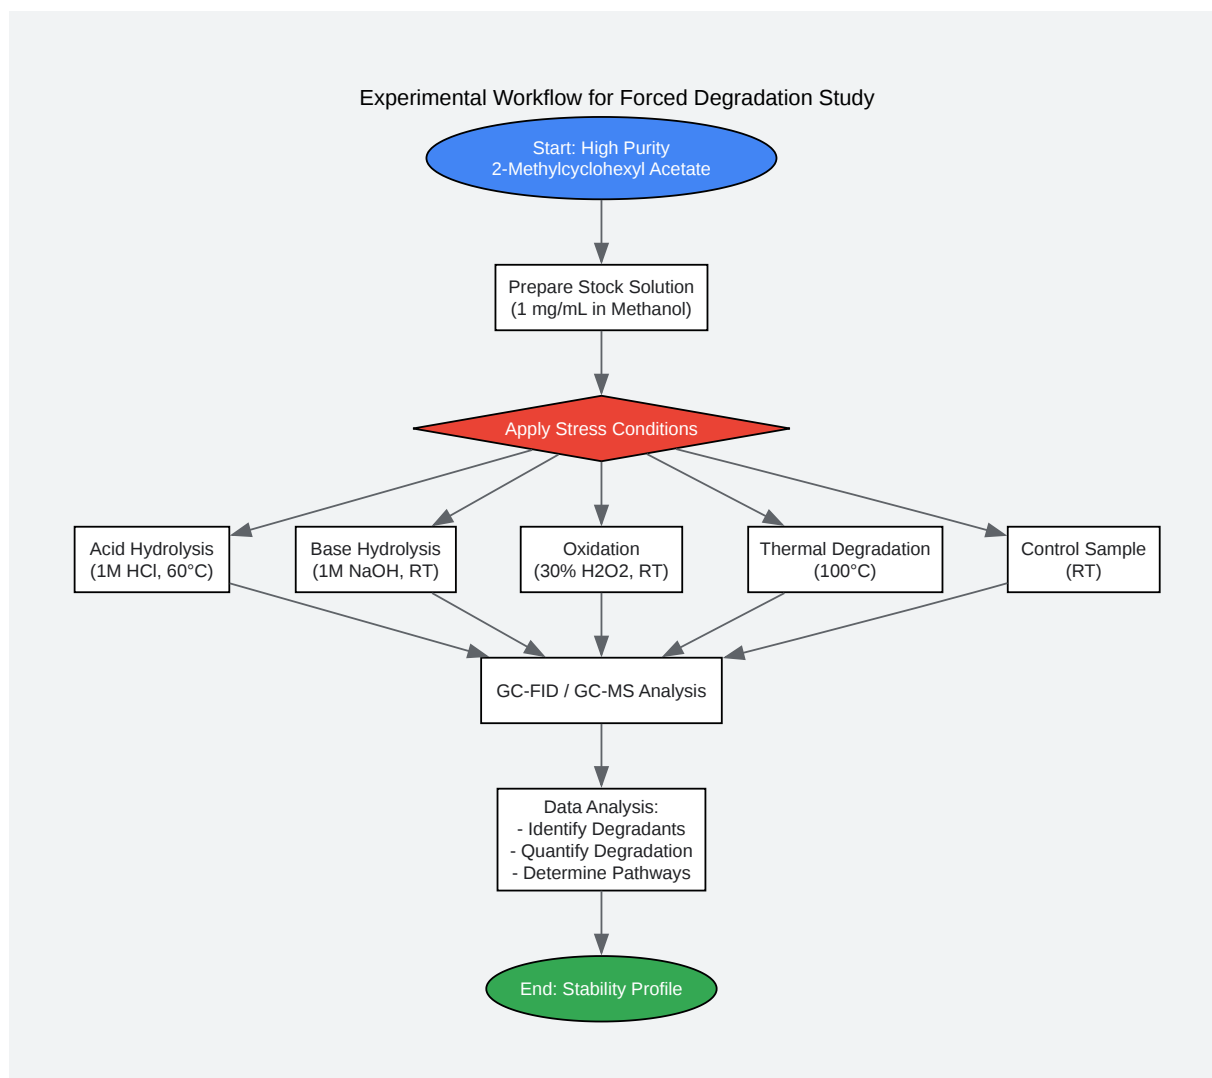 Experimental Workflow for Forced Degradation Study
Start: High Purity
2-Methylcyclohexyl Acetate
Prepare Stock Solution
(1 mg/mL in Methanol)
Apply Stress Conditions
Acid Hydrolysis
(1M HCl, 60°C)
Base Hydrolysis
(1M NaOH, RT)
Oxidation
(30% H2O2, RT)
Thermal Degradation
(100°C)
Control Sample
(RT)
GC-FID / GC-MS Analysis
Data Analysis:
- Identify Degradants
- Quantify Degradation
- Determine Pathways
End: Stability Profile